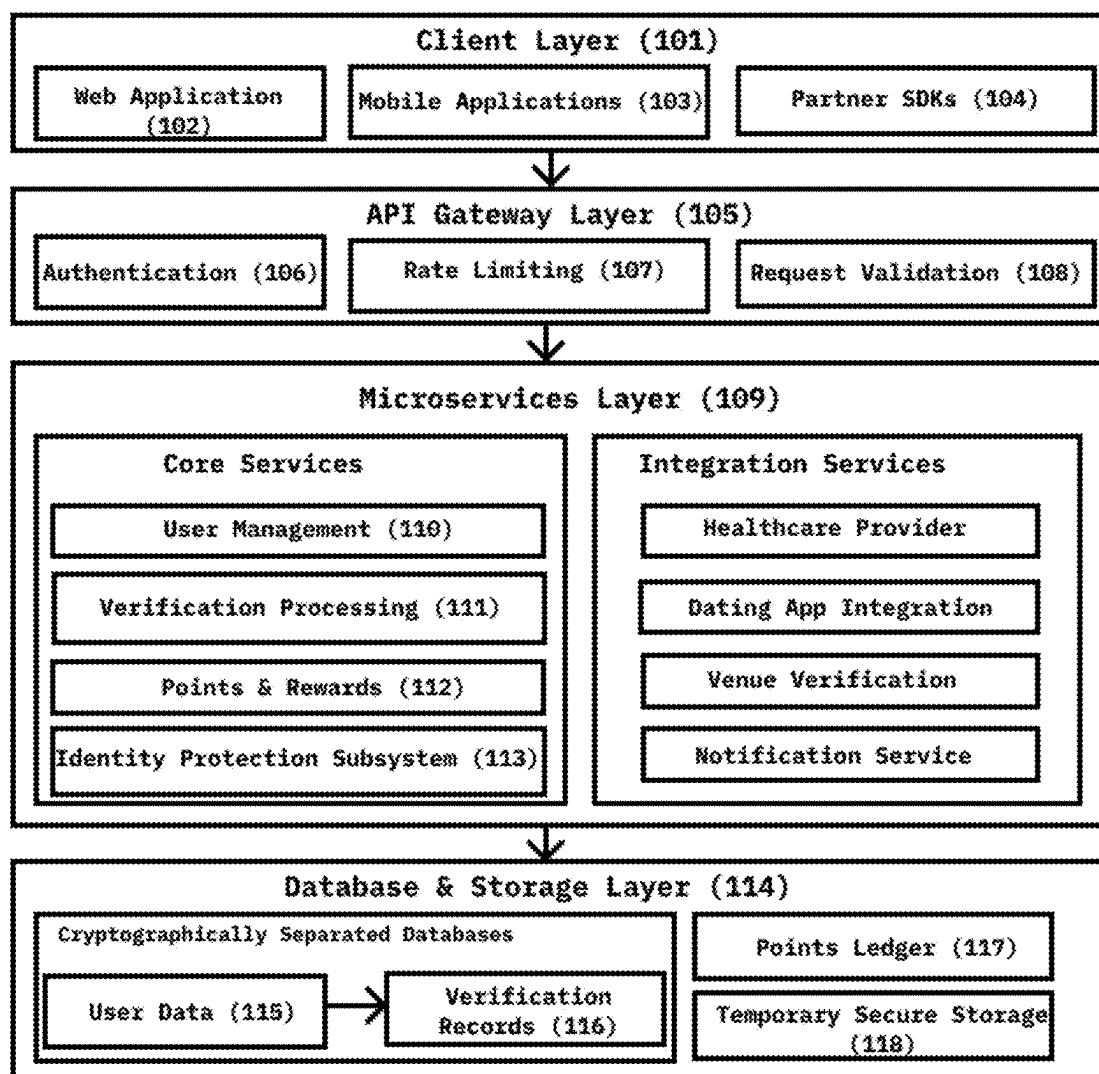 Client Layer (101)
Web Application
(102)
Mobile Applications (103)
Partner SDKs (104)
API Gateway Layer (105)
Authentication (106)
Rate Limiting (107)
Request Validation (108)
Microservices Layer (109)
Core Services
User Management (110)
Verification Processing (111)
Points & Rewards (112)
Identity Protection Subsystem (113)
Integration Services
Healthcare Provider
Dating App Integration
Venue Verification
Notification Service
Database & Storage Layer (114)
Cryptographically Separated Databases
User Data (115)
Verification
Records (116)
Points Ledger (117)
Temporary Secure Storage
(118)